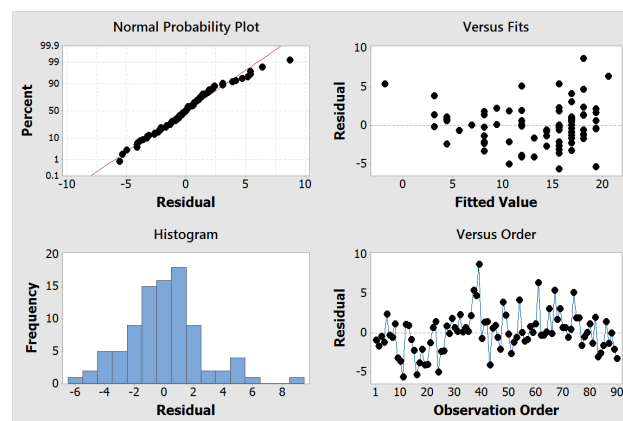 Normal Probability Plot
99.9
99
90
50
10
1
0.1
Percent
-10 -5 0 5 10
Residual
Versus Fits
10
5
0
-5
Residual
0 5 10 15 20
Fitted Value
Histogram
20
15
10
5
0
Frequency
-6 -4 -2 0 2 4 6 8
Residual
Versus Order
10
5
0
-5
Residual
1 10 20 30 40 50 60 70 80 90
Observation Order